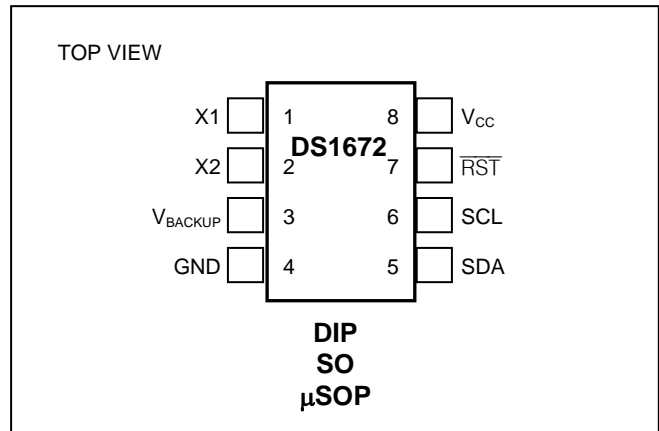 TOP VIEW
X1 1 8 VCC
DS1672
X2 2 7 RST
VBACKUP 3 6 SCL
GND 4 5 SDA
DIP
SO
µSOP